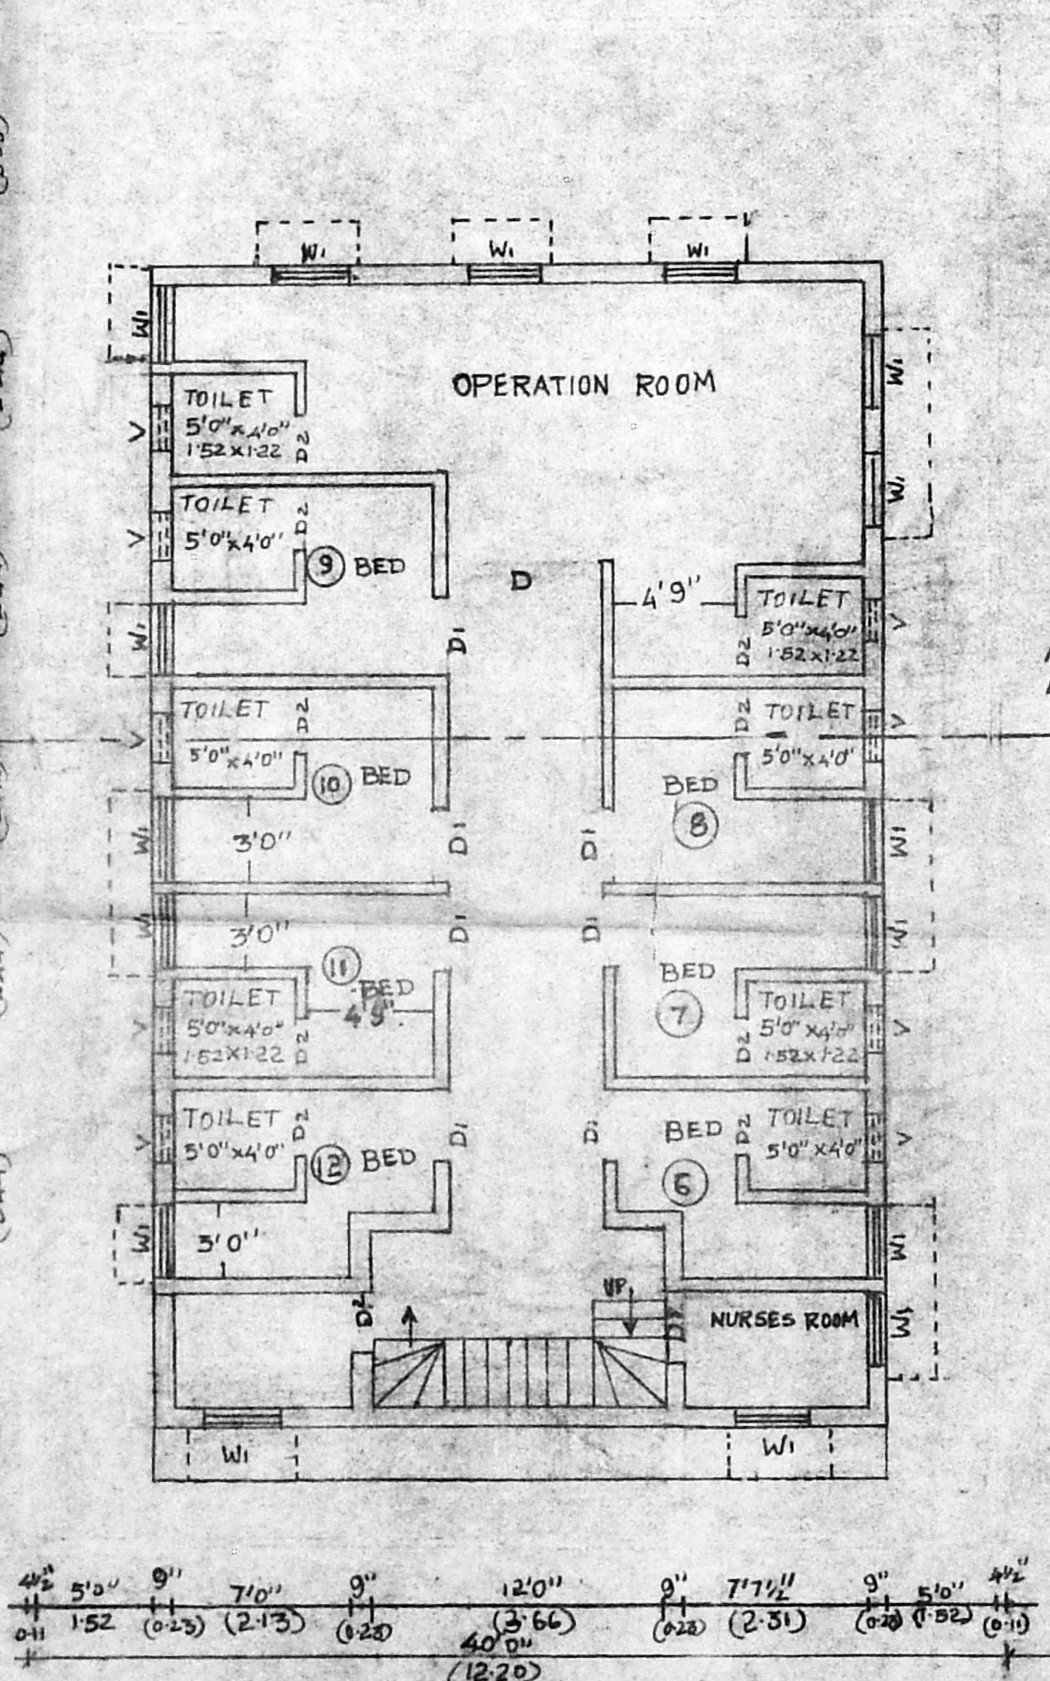 W1 W1 W1
W1
OPERATION ROOM
W1
TOILET
5'0"x4'0"
1.52x1.22
D2
V
W1
TOILET
5'0"x4'0"
D2
V
9 BED
D
4'9"
TOILET
5'0"x4'0"
1.52x1.22
D2
V
W1
D1
TOILET
5'0"x4'0"
D2
V
TOILET
5'0"x4'0"
D2
V
10 BED
BED
8
W1
3'0"
D1
D1
W1
W1
3'0"
D1
D1
W1
11
BED
4'9"
BED
7
TOILET
5'0"x4'0"
1.52x1.22
D2
V
TOILET
5'0"x4'0"
1.52x1.22
D2
V
TOILET
5'0"x4'0"
D2
V
D1
D1
BED
6
TOILET
5'0"x4'0"
D2
V
12 BED
W1
3'0"
W1
D2
UP
NURSES ROOM
W1
W1
W1
4½" 5'0" 9" 7'0" 9" 12'0" 9" 7'7½" 9" 5'0" 4½"
0.11 1.52 (0.23) (2.13) (0.23) (3.66) (0.23) (2.31) (0.23) (1.52) (0.11)
40'0"
(12.20)